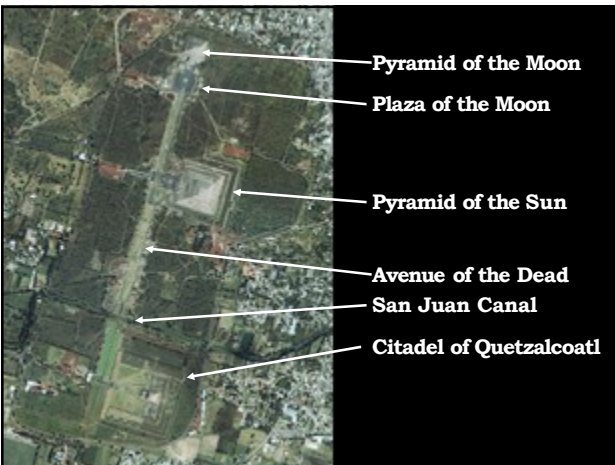 Pyramid of the Moon
Plaza of the Moon
Pyramid of the Sun
Avenue of the Dead
San Juan Canal
Citadel of Quetzalcoatl